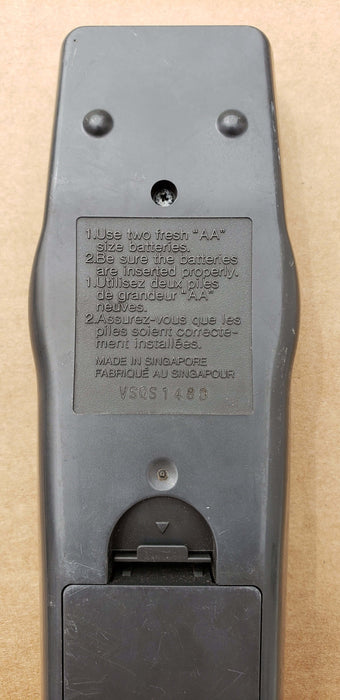 1.Use two fresh "AA"
size batteries.
2.Be sure the batteries
are inserted properly.
1.Utilisez deux piles
de grandeur "AA"
neuves.
2.Assurez-vous que les
piles soient correcte-
ment installées.
MADE IN SINGAPORE
FABRIQUÉ AU SINGAPOUR